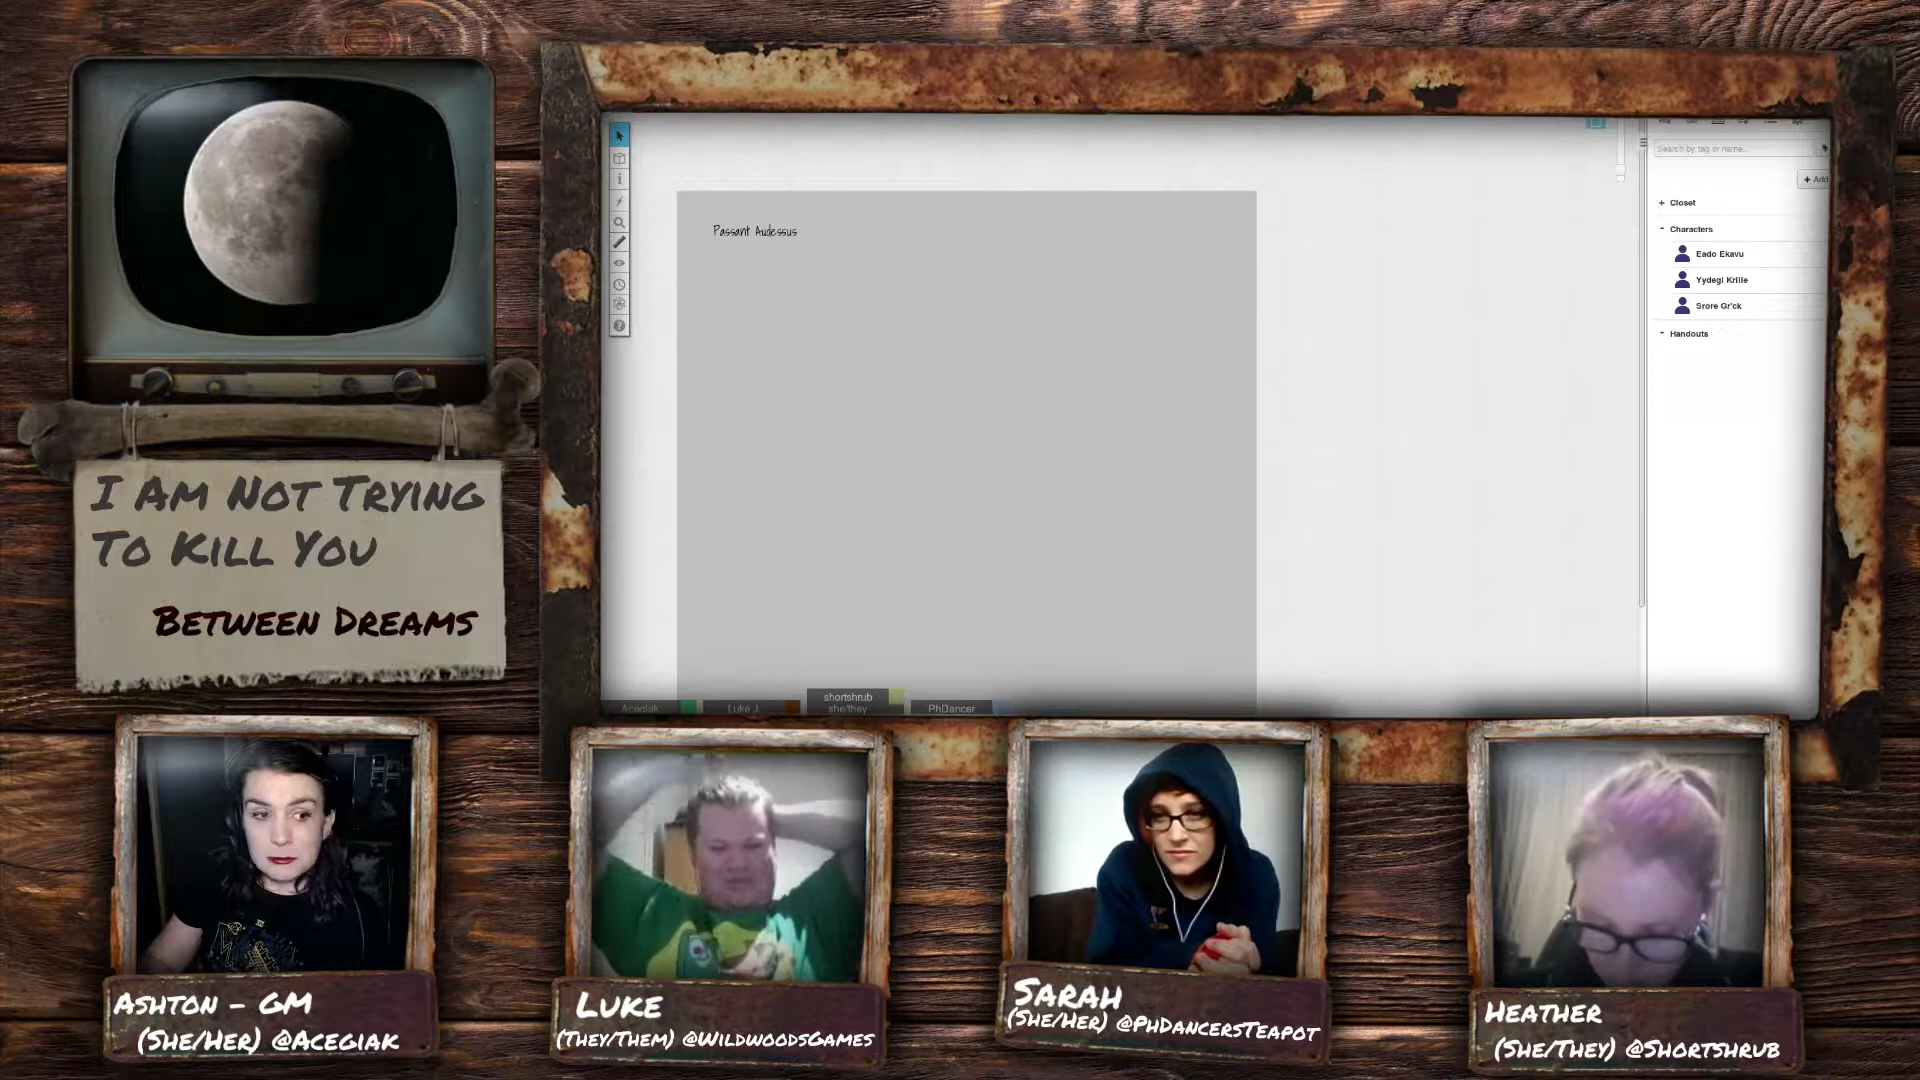 I Am Not Trying
To Kill You
Between Dreams
Passant Audessus
Search by tag or name...
+ Add
+ Closet
- Characters
Eado Ekavu
Yydegi Krille
Srore Gr'ck
- Handouts
Acegiak
Luke J.
shortshrub
she/they
PhDancer
Ashton - GM
(She/Her) @Acegiak
Luke
(They/Them) @WildwoodsGames
Sarah
(She/Her) @PhDancersTeapot
Heather
(She/They) @Shortshrub